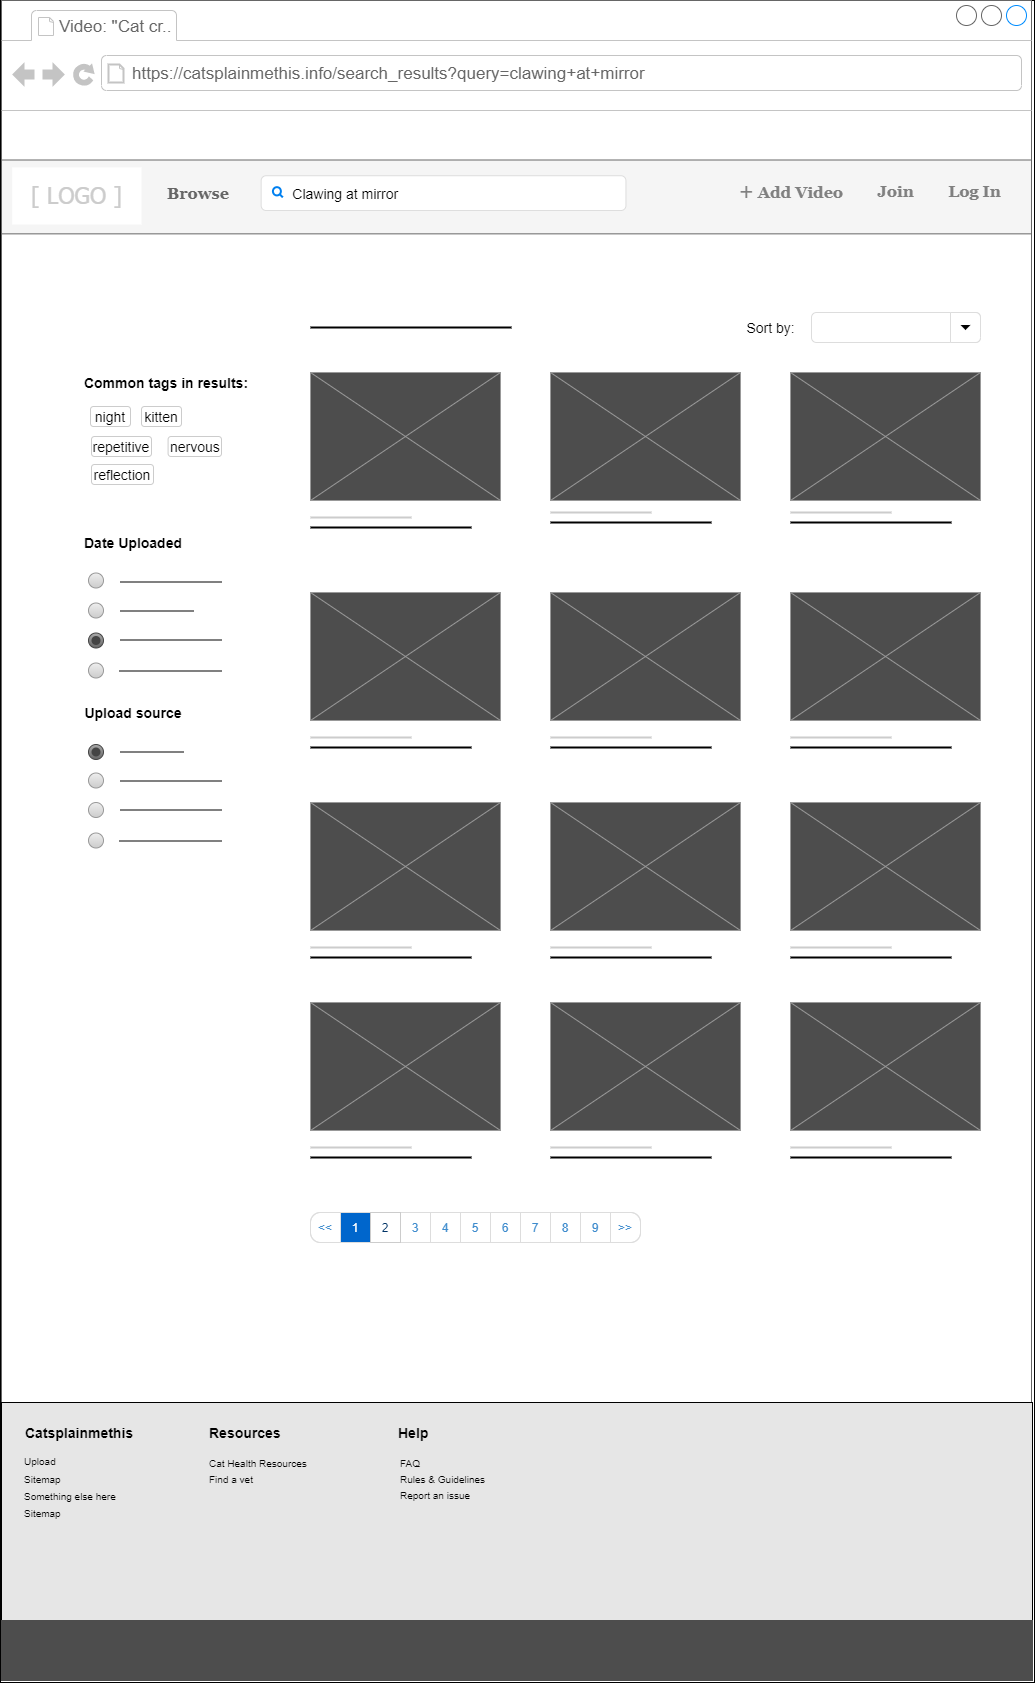 Video: "Cat cr..
https://catsplainmethis.info/search_results?query=clawing+at+mirror
[ LOGO ] Browse Clawing at mirror + Add Video Join Log In
Sort by:
Common tags in results:
night kitten
repetitive nervous
reflection
Date Uploaded
Upload source
<< 1 2 3 4 5 6 7 8 9 >>
Catsplainmethis
Upload
Sitemap
Something else here
Sitemap
Resources
Cat Health Resources
Find a vet
Help
FAQ
Rules & Guidelines
Report an issue